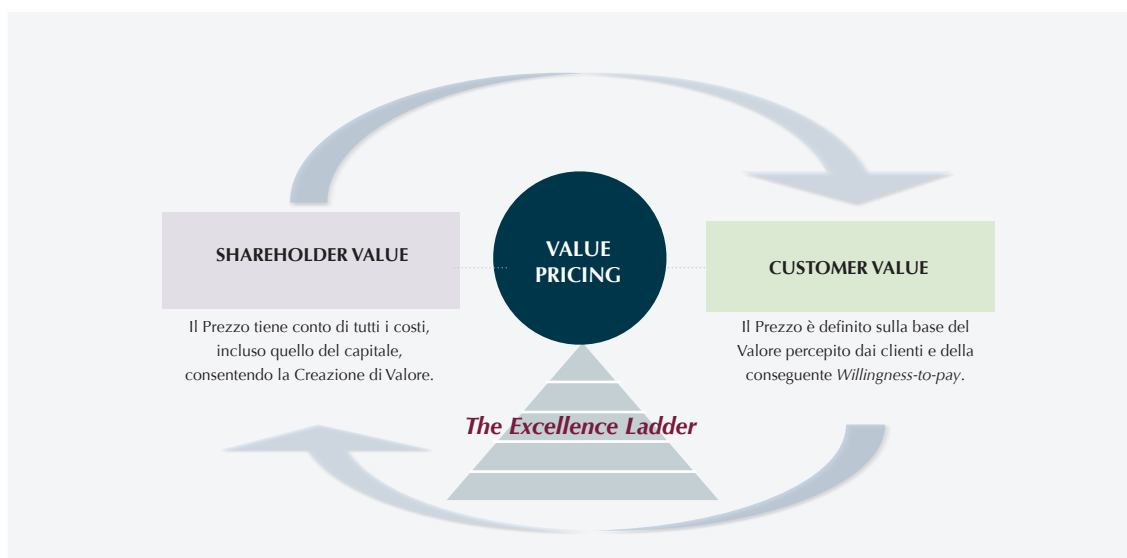 SHAREHOLDER VALUE
Il Prezzo tiene conto di tutti i costi,
incluso quello del capitale,
consentendo la Creazione di Valore.
VALUE
PRICING
CUSTOMER VALUE
Il Prezzo è definito sulla base del
Valore percepito dai clienti e della
conseguente Willingness-to-pay.
The Excellence Ladder